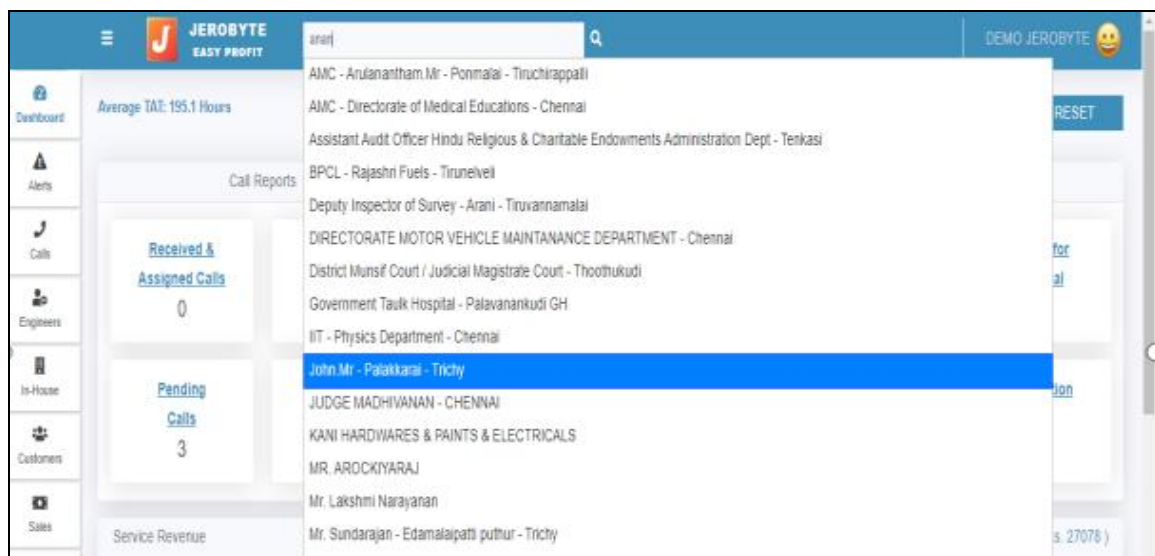 JEROBYTE
EASY PROFIT
anan
DEMO JEROBYTE
Dashboard
Alerts
Calls
Engineers
In-House
Customers
Sales
Average TAT: 195.1 Hours
RESET
Call Reports
Received &
Assigned Calls
0
Pending
Calls
3
for
al
tion
Service Revenue
s. 27078 )
AMC - Arulanantham.Mr - Ponmalai - Tiruchirappalli
AMC - Directorate of Medical Educations - Chennai
Assistant Audit Officer Hindu Religious & Charitable Endowments Administration Dept - Tenkasi
BPCL - Rajashri Fuels - Tirunelveli
Deputy Inspector of Survey - Arani - Tiruvannamalai
DIRECTORATE MOTOR VEHICLE MAINTANANCE DEPARTMENT - Chennai
District Munsif Court / Judicial Magistrate Court - Thoothukudi
Government Taulk Hospital - Palavanankudi GH
IIT - Physics Department - Chennai
John.Mr - Palakkarai - Trichy
JUDGE MADHIVANAN - CHENNAI
KANI HARDWARES & PAINTS & ELECTRICALS
MR. AROCKIYARAJ
Mr. Lakshmi Narayanan
Mr. Sundarajan - Edamalaipatti puthur - Trichy